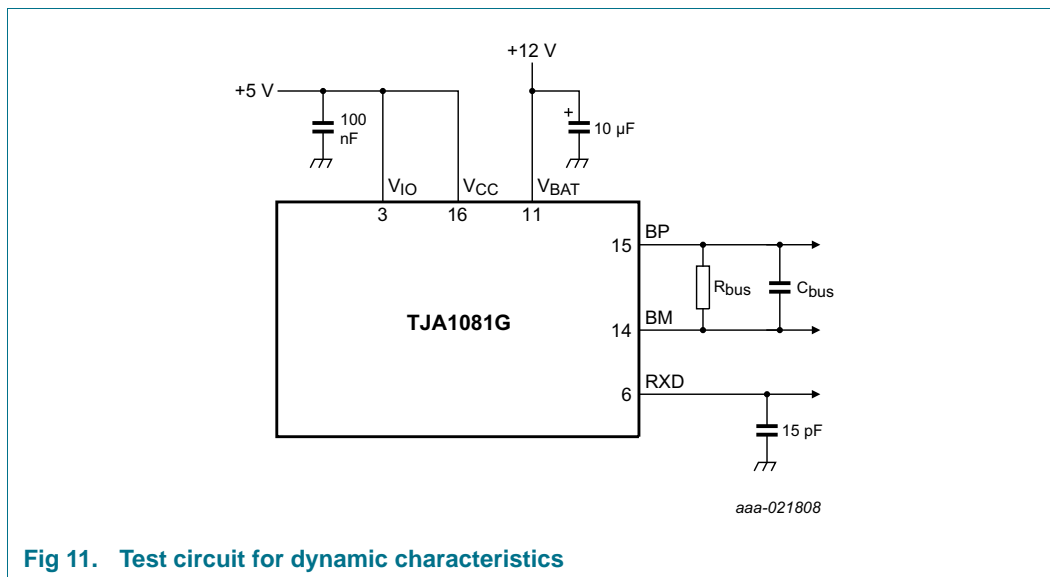 +12 V
+5 V
100
nF
+
10 µF
VIO
VCC
VBAT
3
16
11
15
BP
Rbus
Cbus
TJA1081G
14
BM
6
RXD
15 pF
aaa-021808
Fig 11. Test circuit for dynamic characteristics